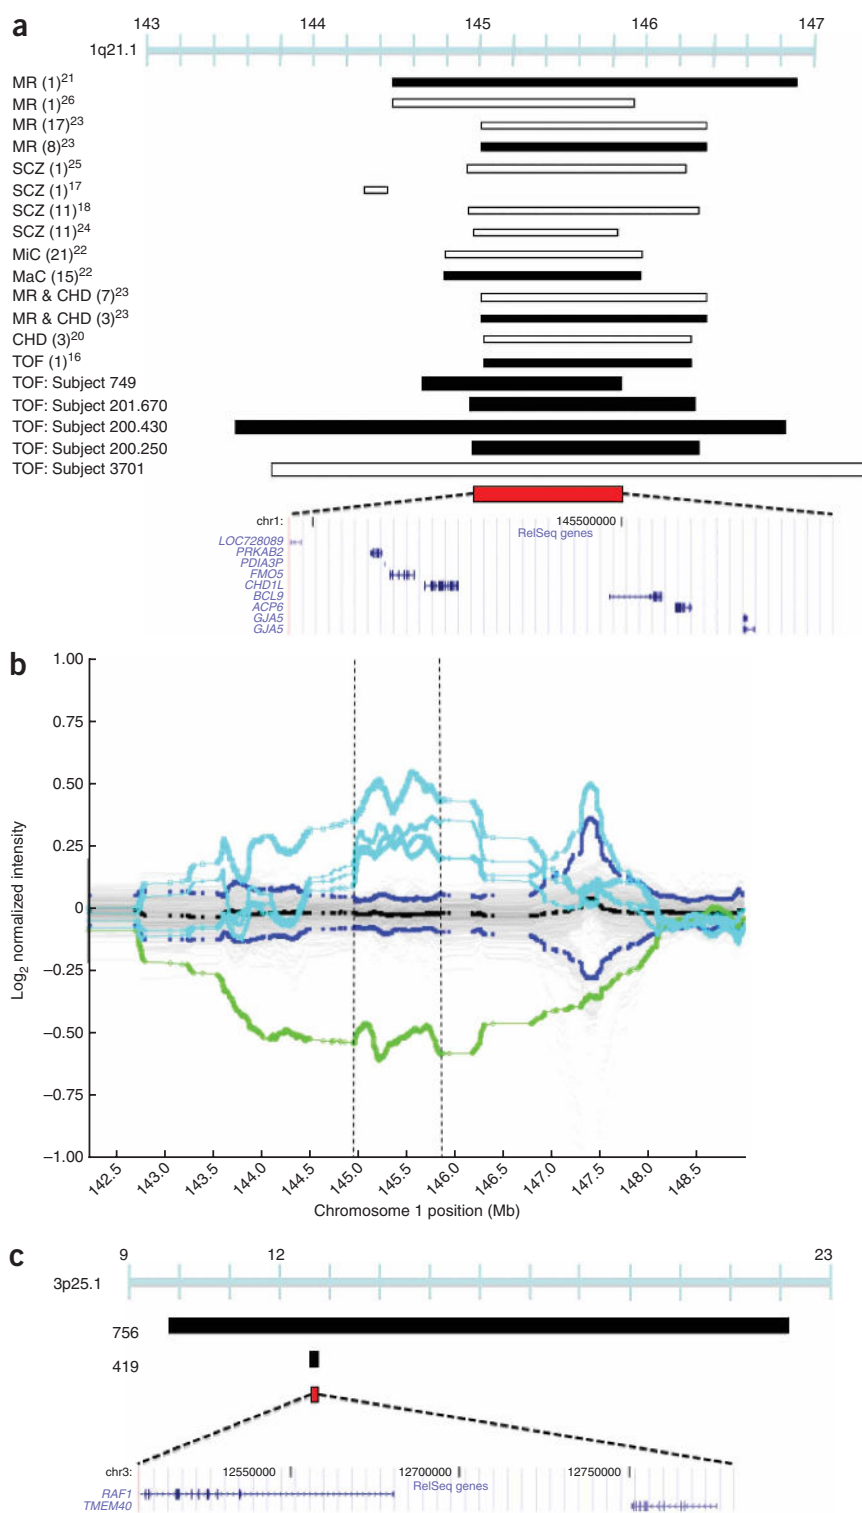 a
143 144 145 146 147
1q21.1
MR (1)21
MR (1)26
MR (17)23
MR (8)23
SCZ (1)25
SCZ (1)17
SCZ (11)18
SCZ (11)24
MiC (21)22
MaC (15)22
MR & CHD (7)23
MR & CHD (3)23
CHD (3)20
TOF (1)16
TOF: Subject 749
TOF: Subject 201.670
TOF: Subject 200.430
TOF: Subject 200.250
TOF: Subject 3701
chr1: 145500000
RelSeq genes
LOC728089
PRKAB2
PDIA3P
FMO5
CHD1L
BCL9
ACP6
GJA5
GJA5
b
1.00
0.75
0.50
0.25
0
–0.25
–0.50
–0.75
–1.00
Log2 normalized intensity
142.5 143.0 143.5 144.0 144.5 145.0 145.5 146.0 146.5 147.0 147.5 148.0 148.5
Chromosome 1 position (Mb)
c
9 12 23
3p25.1
756
419
chr3: 12550000 12700000 12750000
RelSeq genes
RAF1
TMEM40